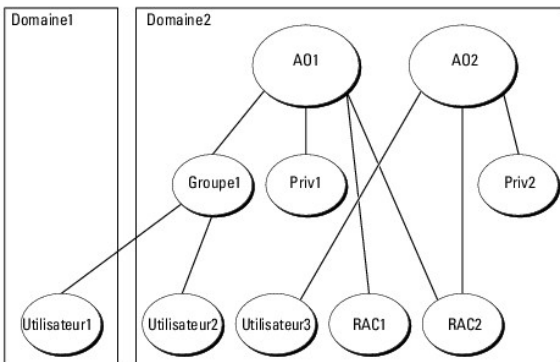 Domaine1
Domaine2
AO1
AO2
Groupe1
Priv1
Priv2
Utilisateur1
Utilisateur2
Utilisateur3
RAC1
RAC2